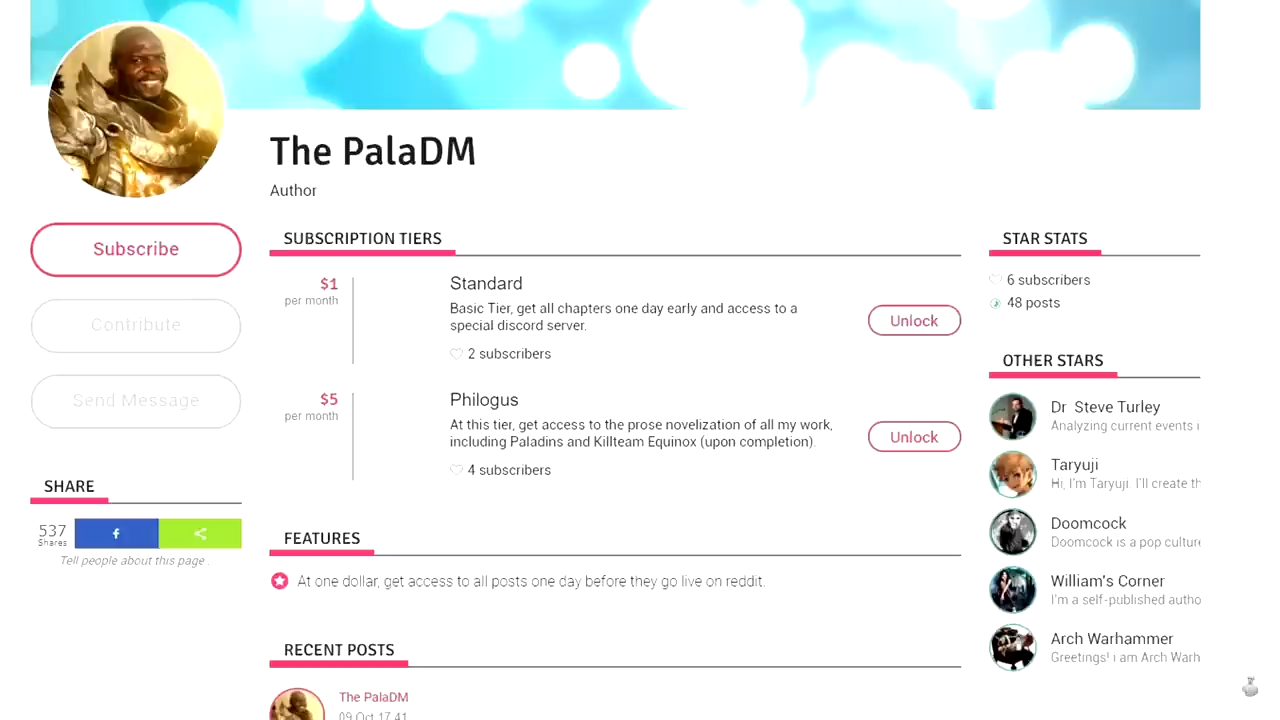 The PalaDM
Author
Subscribe
Contribute
Send Message
SHARE
537
Shares
Tell people about this page .
SUBSCRIPTION TIERS
$1
per month
Standard
Basic Tier, get all chapters one day early and access to a
special discord server.
2 subscribers
Unlock
$5
per month
Philogus
At this tier, get access to the prose novelization of all my work,
including Paladins and Killteam Equinox (upon completion).
4 subscribers
Unlock
FEATURES
At one dollar, get access to all posts one day before they go live on reddit.
RECENT POSTS
The PalaDM
09 Oct 17 41
STAR STATS
6 subscribers
48 posts
OTHER STARS
Dr Steve Turley
Analyzing current events i
Taryuji
Hi, I'm Taryuji. I'll create th
Doomcock
Doomcock is a pop culture
William's Corner
I'm a self-published autho
Arch Warhammer
Greetings! i am Arch Warh